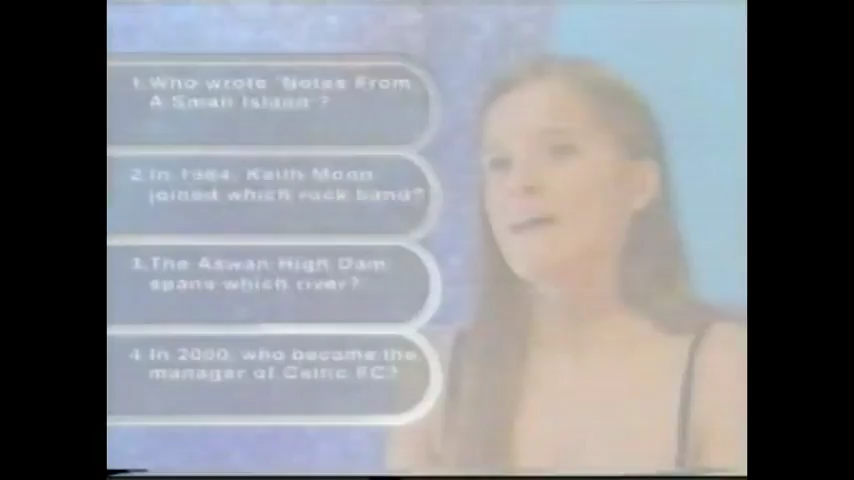 1.Who wrote 'Notes From
A Small Island'?
2.In 1964, Keith Moon
joined which rock band?
3.The Aswan High Dam
spans which river?
4.In 2000, who became the
manager of Celtic FC?